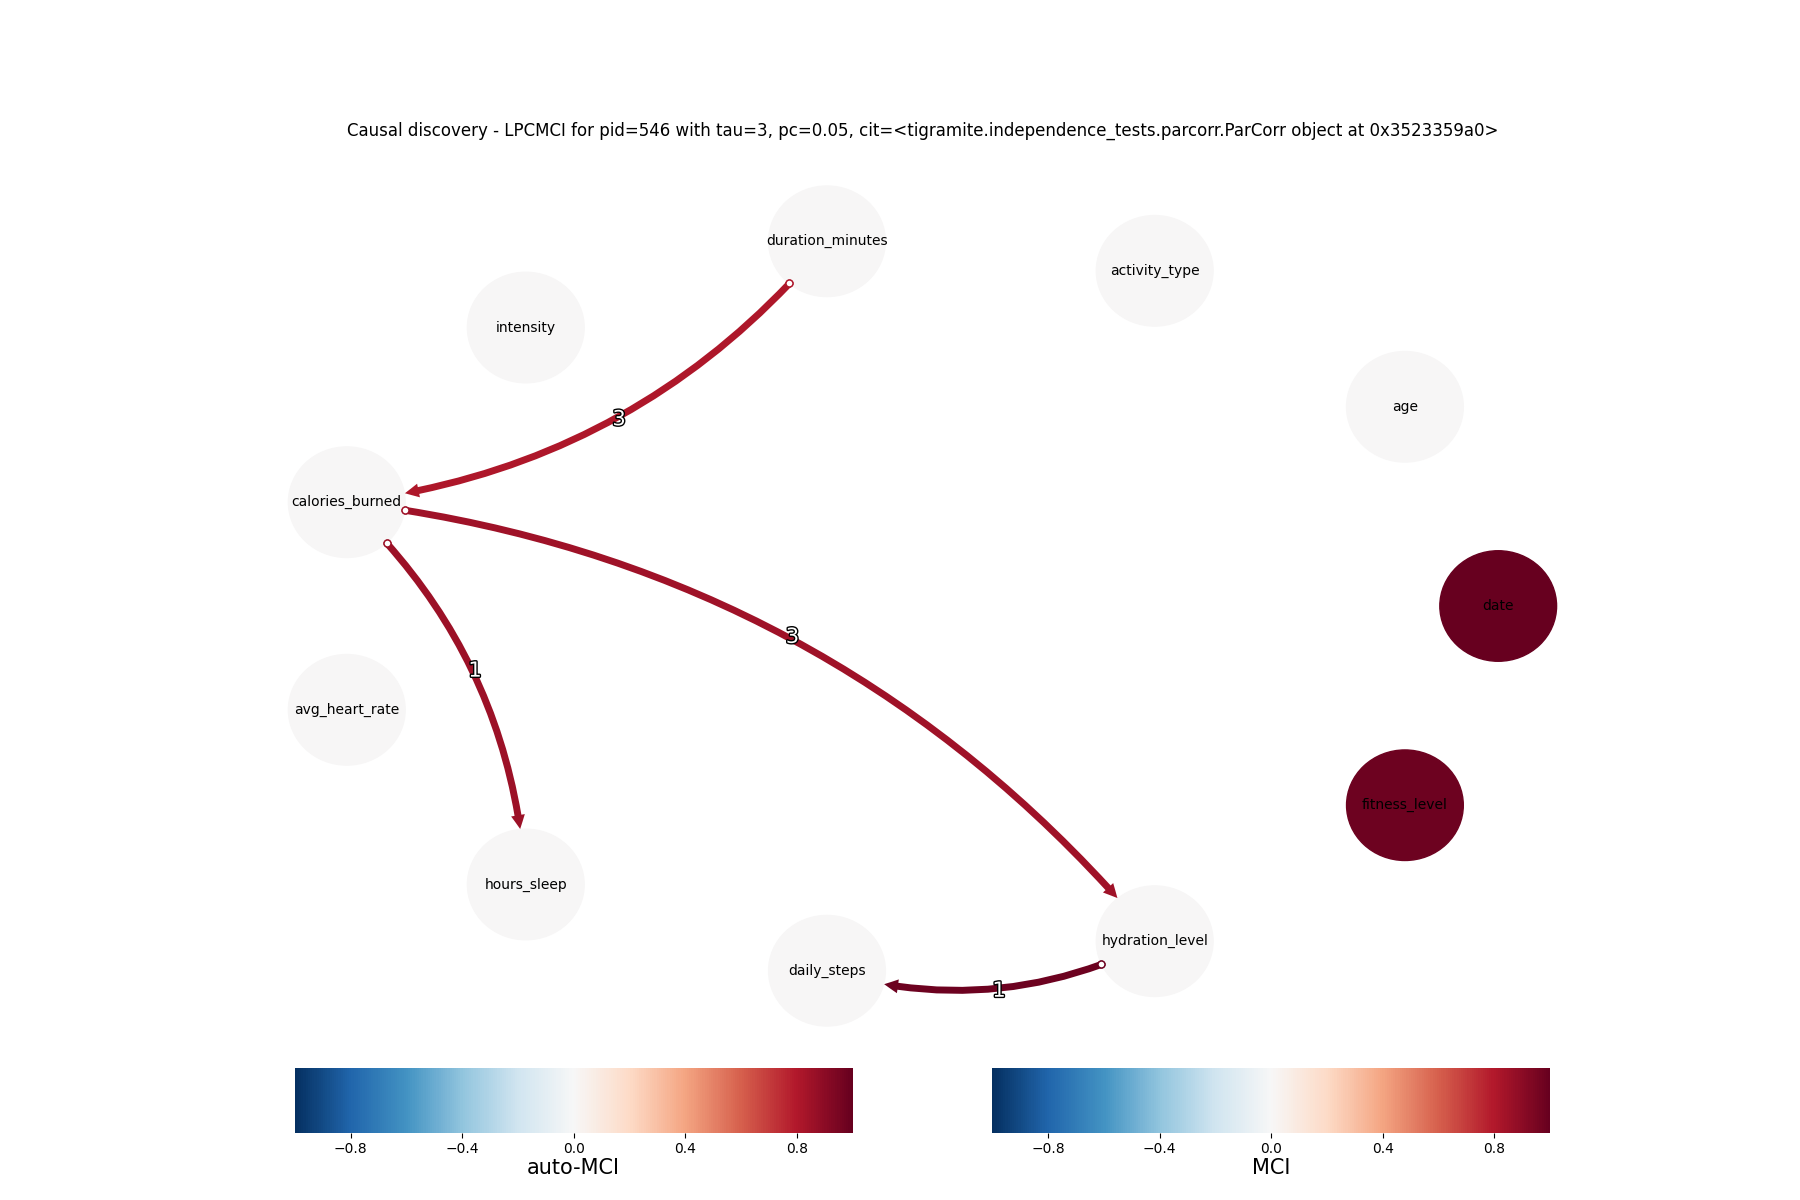 Causal discovery - LPCMCI for pid=546 with tau=3, pc=0.05, cit=<tigramite.independence_tests.parcorr.ParCorr object at 0x3523359a0>
duration_minutes
activity_type
intensity
age
3
calories_burned
date
3
1
avg_heart_rate
fitness_level
hours_sleep
hydration_level
daily_steps
1
−0.8 −0.4 0.0 0.4 0.8
auto-MCI
−0.8 −0.4 0.0 0.4 0.8
MCI